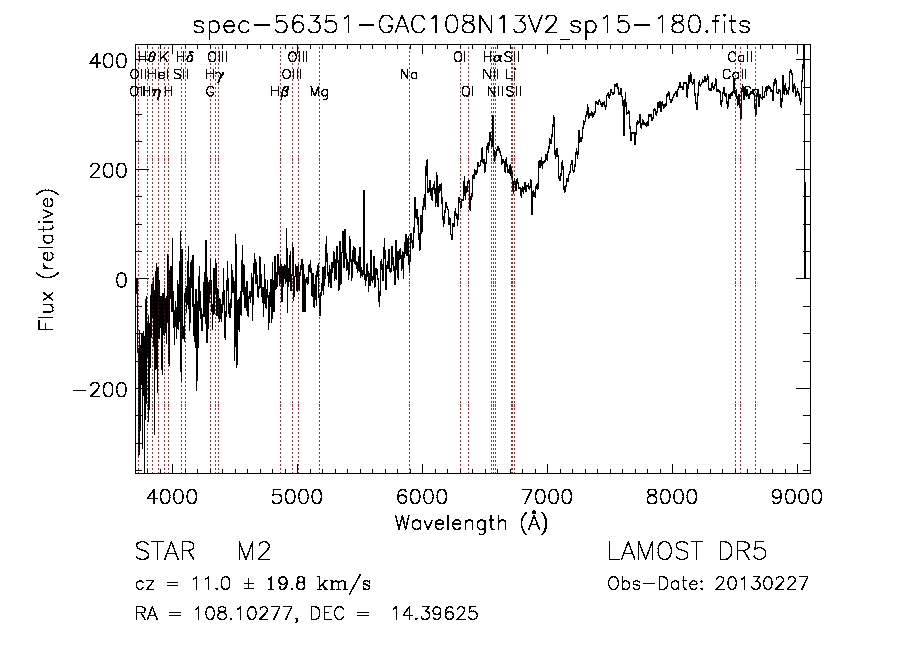 spec-56351-GAC108N13V2_sp15-180.fits
Hθ K Hδ OIII OIII OI Hα SII CaII
OII HeI SII Hγ OIII Na NII Li CaII
OII Hη H G Hβ Mg OI NII SII
400
200
0
-200
Flux (relative)
4000 5000 6000 7000 8000 9000
Wavelength (Å)
STAR M2 LAMOST DR5
cz = 11.0 ± 19.8 km/s Obs-Date: 20130227
RA = 108.10277, DEC = 14.39625